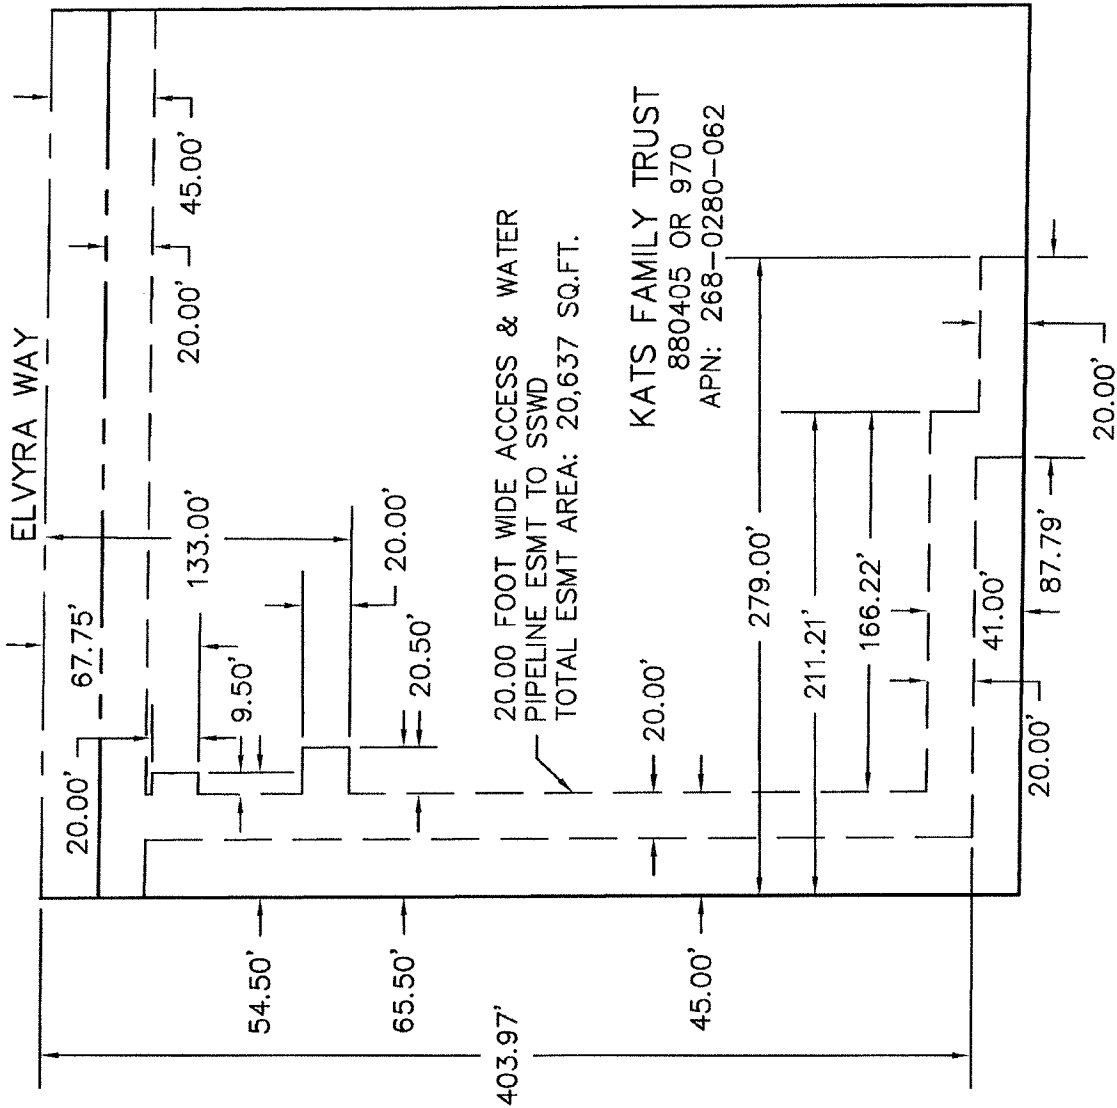 ELVYRA WAY
45.00'
20.00'
67.75'
133.00'
20.00'
9.50'
20.00'
20.50'
20.00 FOOT WIDE ACCESS & WATER
PIPELINE ESMT TO SSWD
TOTAL ESMT AREA: 20,637 SQ.FT.
KATS FAMILY TRUST
880405 OR 970
APN: 268-0280-062
54.50'
65.50'
45.00'
403.97'
20.00'
279.00'
211.21'
166.22'
41.00'
20.00'
87.79'
20.00'